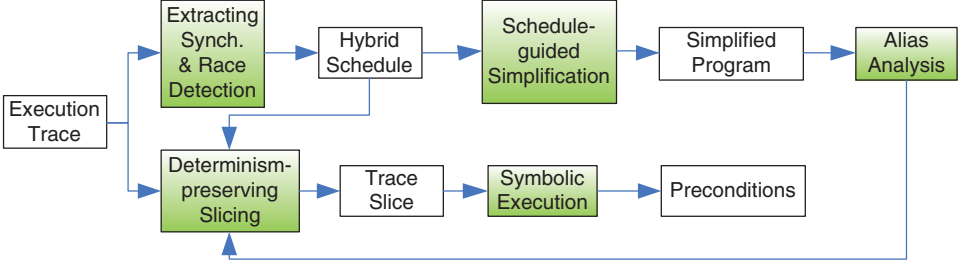 Extracting
Synch.
& Race
Detection
Hybrid
Schedule
Schedule-
guided
Simplification
Simplified
Program
Alias
Analysis
Execution
Trace
Determinism-
preserving
Slicing
Trace
Slice
Symbolic
Execution
Preconditions